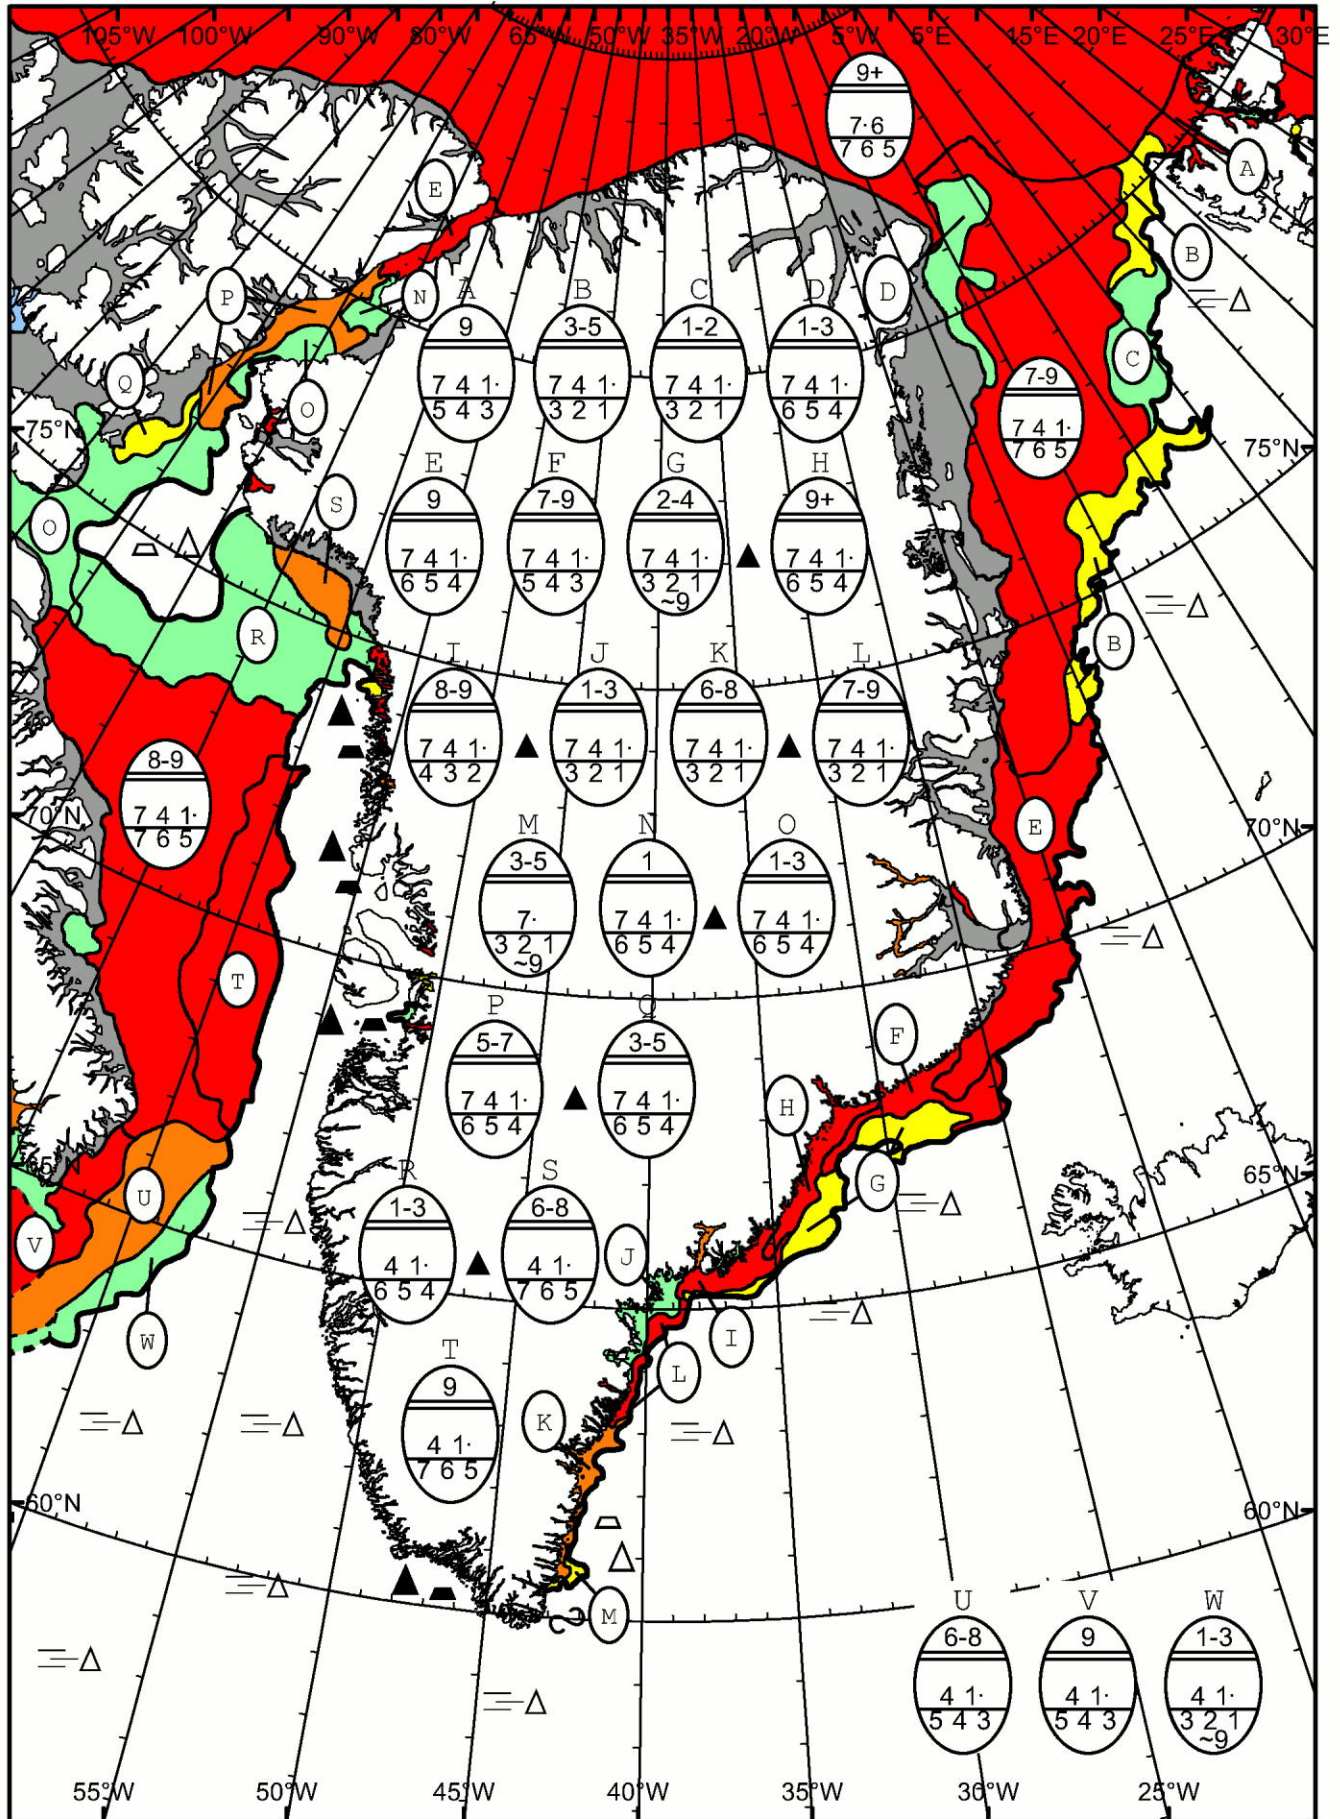 105°W 100°W 90°W 80°W 65°W 50°W 35°W 20°W 5°W 5°E 15°E 20°E 25°E 30°E
9+
7·6
7 6 5
A
E
B
P
N
D
A B C D
9 3-5 1-2 1-3
7 4 1· 7 4 1· 7 4 1· 7 4 1·
5 4 3 3 2 1 3 2 1 6 5 4
C
7-9
7 4 1·
7 6 5
Q
O
75°N
75°N
E F G H
9 7-9 2-4 9+
7 4 1· 7 4 1· 7 4 1· 7 4 1·
6 5 4 5 4 3 3 2 1 6 5 4
~9
S
O
R
B
I J K L
8-9 1-3 6-8 7-9
7 4 1· 7 4 1· 7 4 1· 7 4 1·
4 3 2 3 2 1 3 2 1 3 2 1
8-9
7 4 1·
7 6 5
70°N
70°N
E
M N O
3-5 1 1-3
7· 7 4 1· 7 4 1·
3 2 1 6 5 4 6 5 4
~9
T
P Q
5-7 3-5
7 4 1· 7 4 1·
6 5 4 6 5 4
F
H
65°N
65°N
G
U
V
R S
1-3 6-8
4 1· 4 1·
6 5 4 7 6 5
J
W
I
L
T
9
4 1·
7 6 5
K
60°N
60°N
M
U V W
6-8 9 1-3
4 1· 4 1· 4 1·
5 4 3 5 4 3 3 2 1
~9
55°W 50°W 45°W 40°W 35°W 30°W 25°W